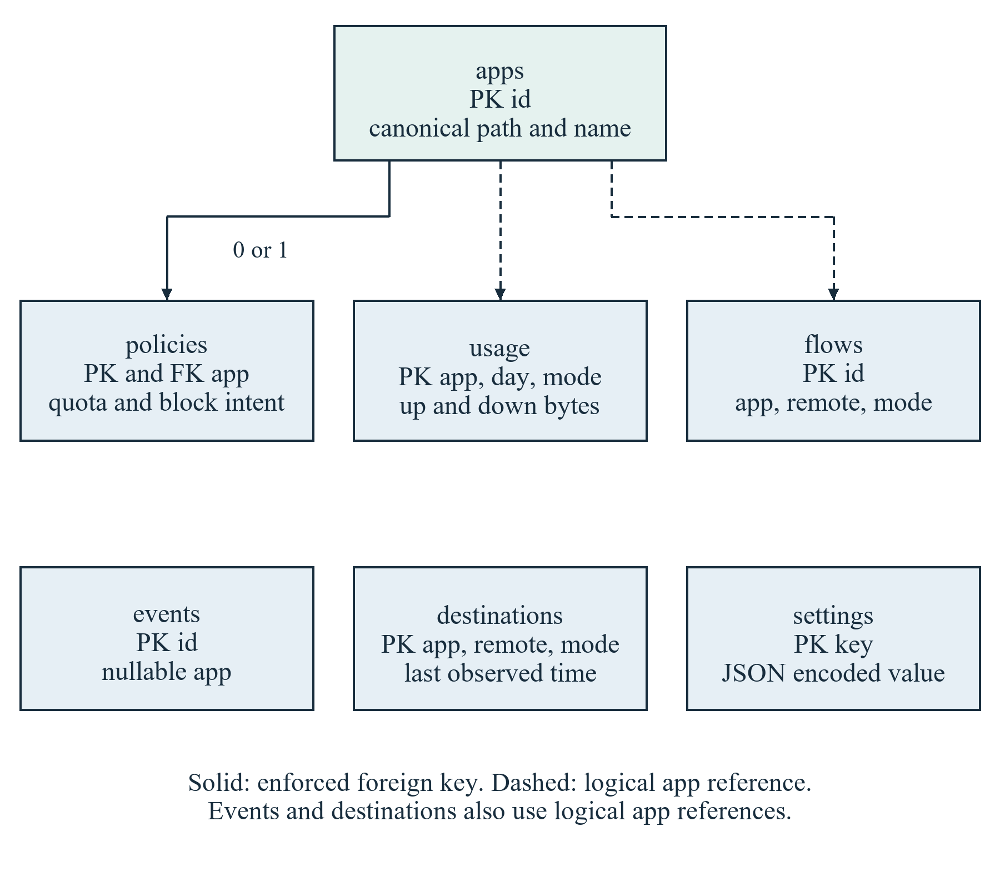 apps
PK id
canonical path and name
0 or 1
policies
PK and FK app
quota and block intent
usage
PK app, day, mode
up and down bytes
flows
PK id
app, remote, mode
events
PK id
nullable app
destinations
PK app, remote, mode
last observed time
settings
PK key
JSON encoded value
Solid: enforced foreign key. Dashed: logical app reference.
Events and destinations also use logical app references.